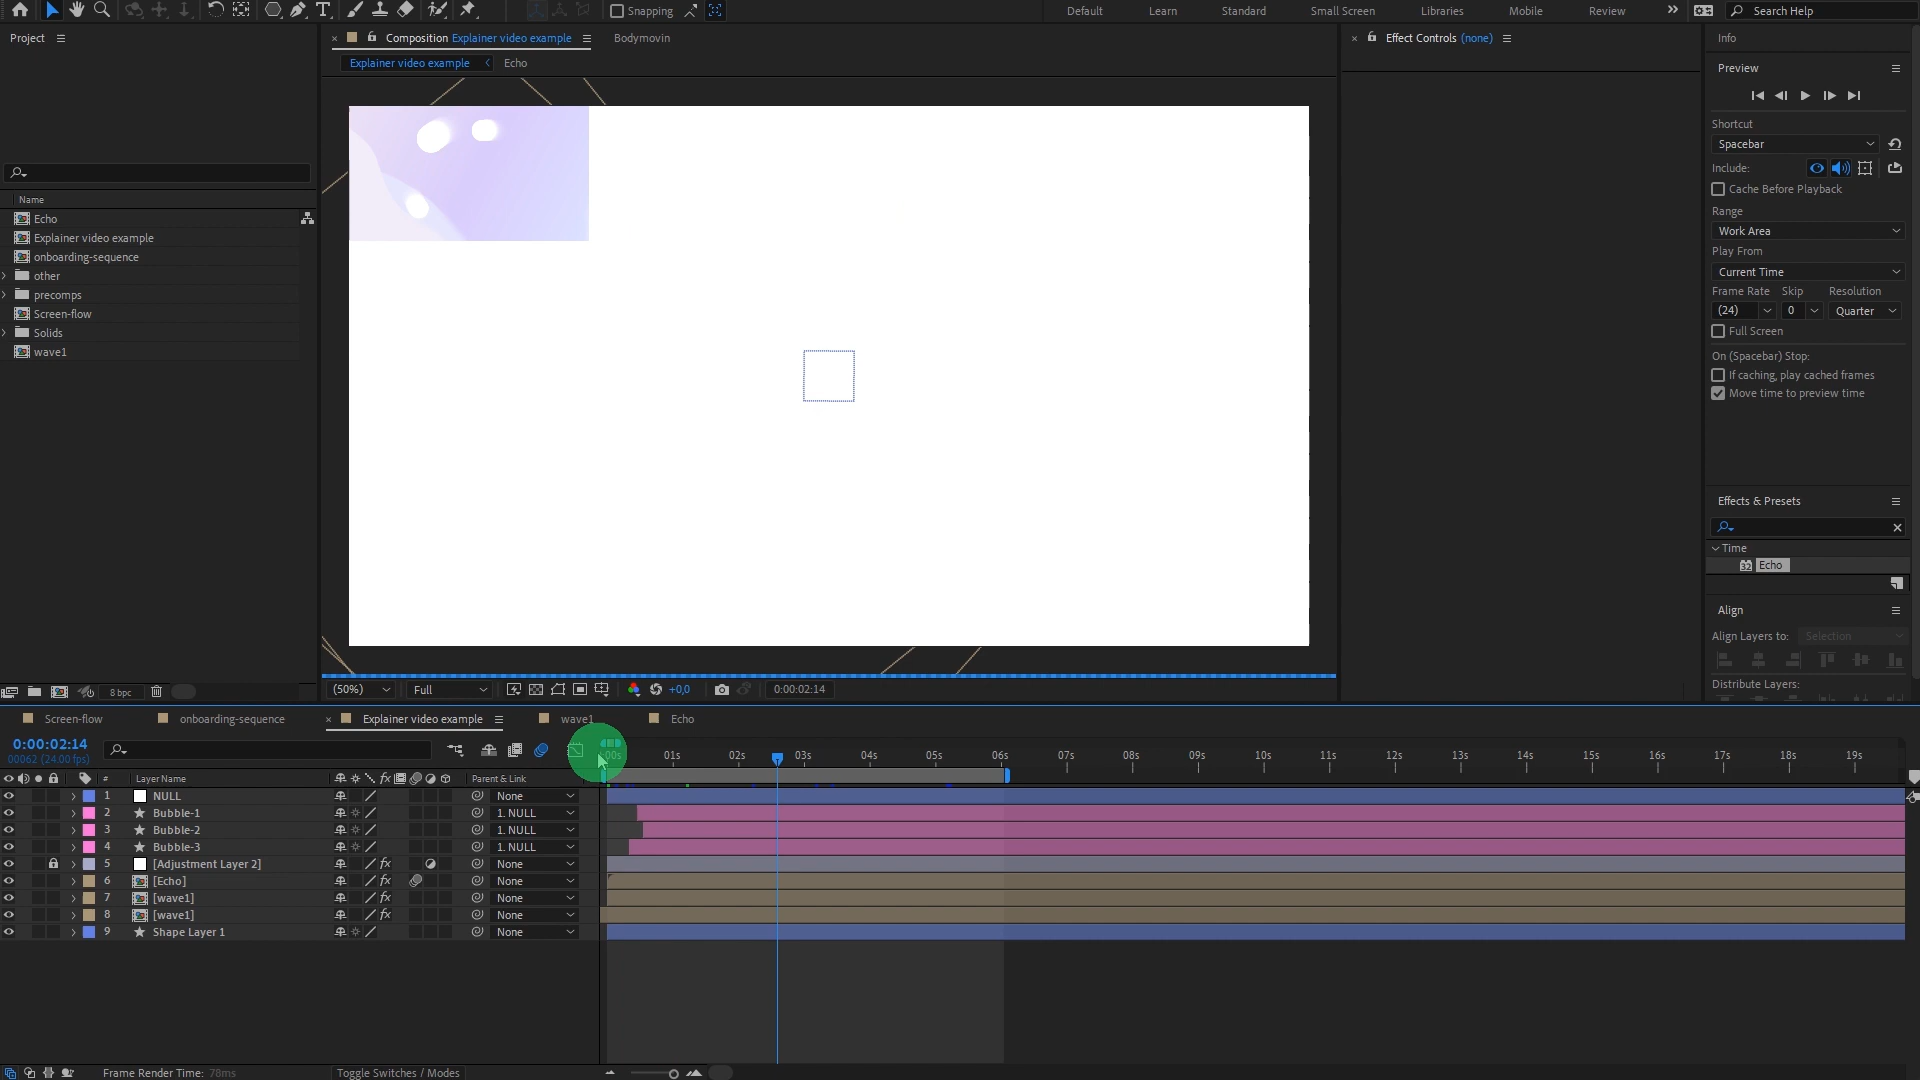 Snapping
Default
Learn
Standard
Small Screen
Libraries
Mobile
Review
Search Help
Project
Composition Explainer video example
Bodymovin
Effect Controls (none)
Info
Explainer video example
Echo
Preview
Shortcut
Spacebar
Include:
Cache Before Playback
Range
Work Area
Play From
Current Time
Frame Rate Skip Resolution
(24) 0 Quarter
Full Screen
On (Spacebar) Stop:
If caching, play cached frames
Move time to preview time
Name
Echo
Explainer video example
onboarding-sequence
other
precomps
Screen-flow
Solids
wave1
Effects & Presets
Time
32 Echo
Align
Align Layers to: Selection
Distribute Layers:
8 bpc
(50%) Full +0,0 0:00:02:14
Screen-flow
onboarding-sequence
Explainer video example
wave1
Echo
0:00:02:14
00062 (24.00 fps)
:00s 01s 02s 03s 04s 05s 06s 07s 08s 09s 10s 11s 12s 13s 14s 15s 16s 17s 18s 19s
# Layer Name fx Parent & Link
1 NULL None
2 Bubble-1 1. NULL
3 Bubble-2 1. NULL
4 Bubble-3 1. NULL
5 [Adjustment Layer 2] fx None
6 [Echo] fx None
7 [wave1] fx None
8 [wave1] fx None
9 Shape Layer 1 None
Frame Render Time: 78ms
Toggle Switches / Modes